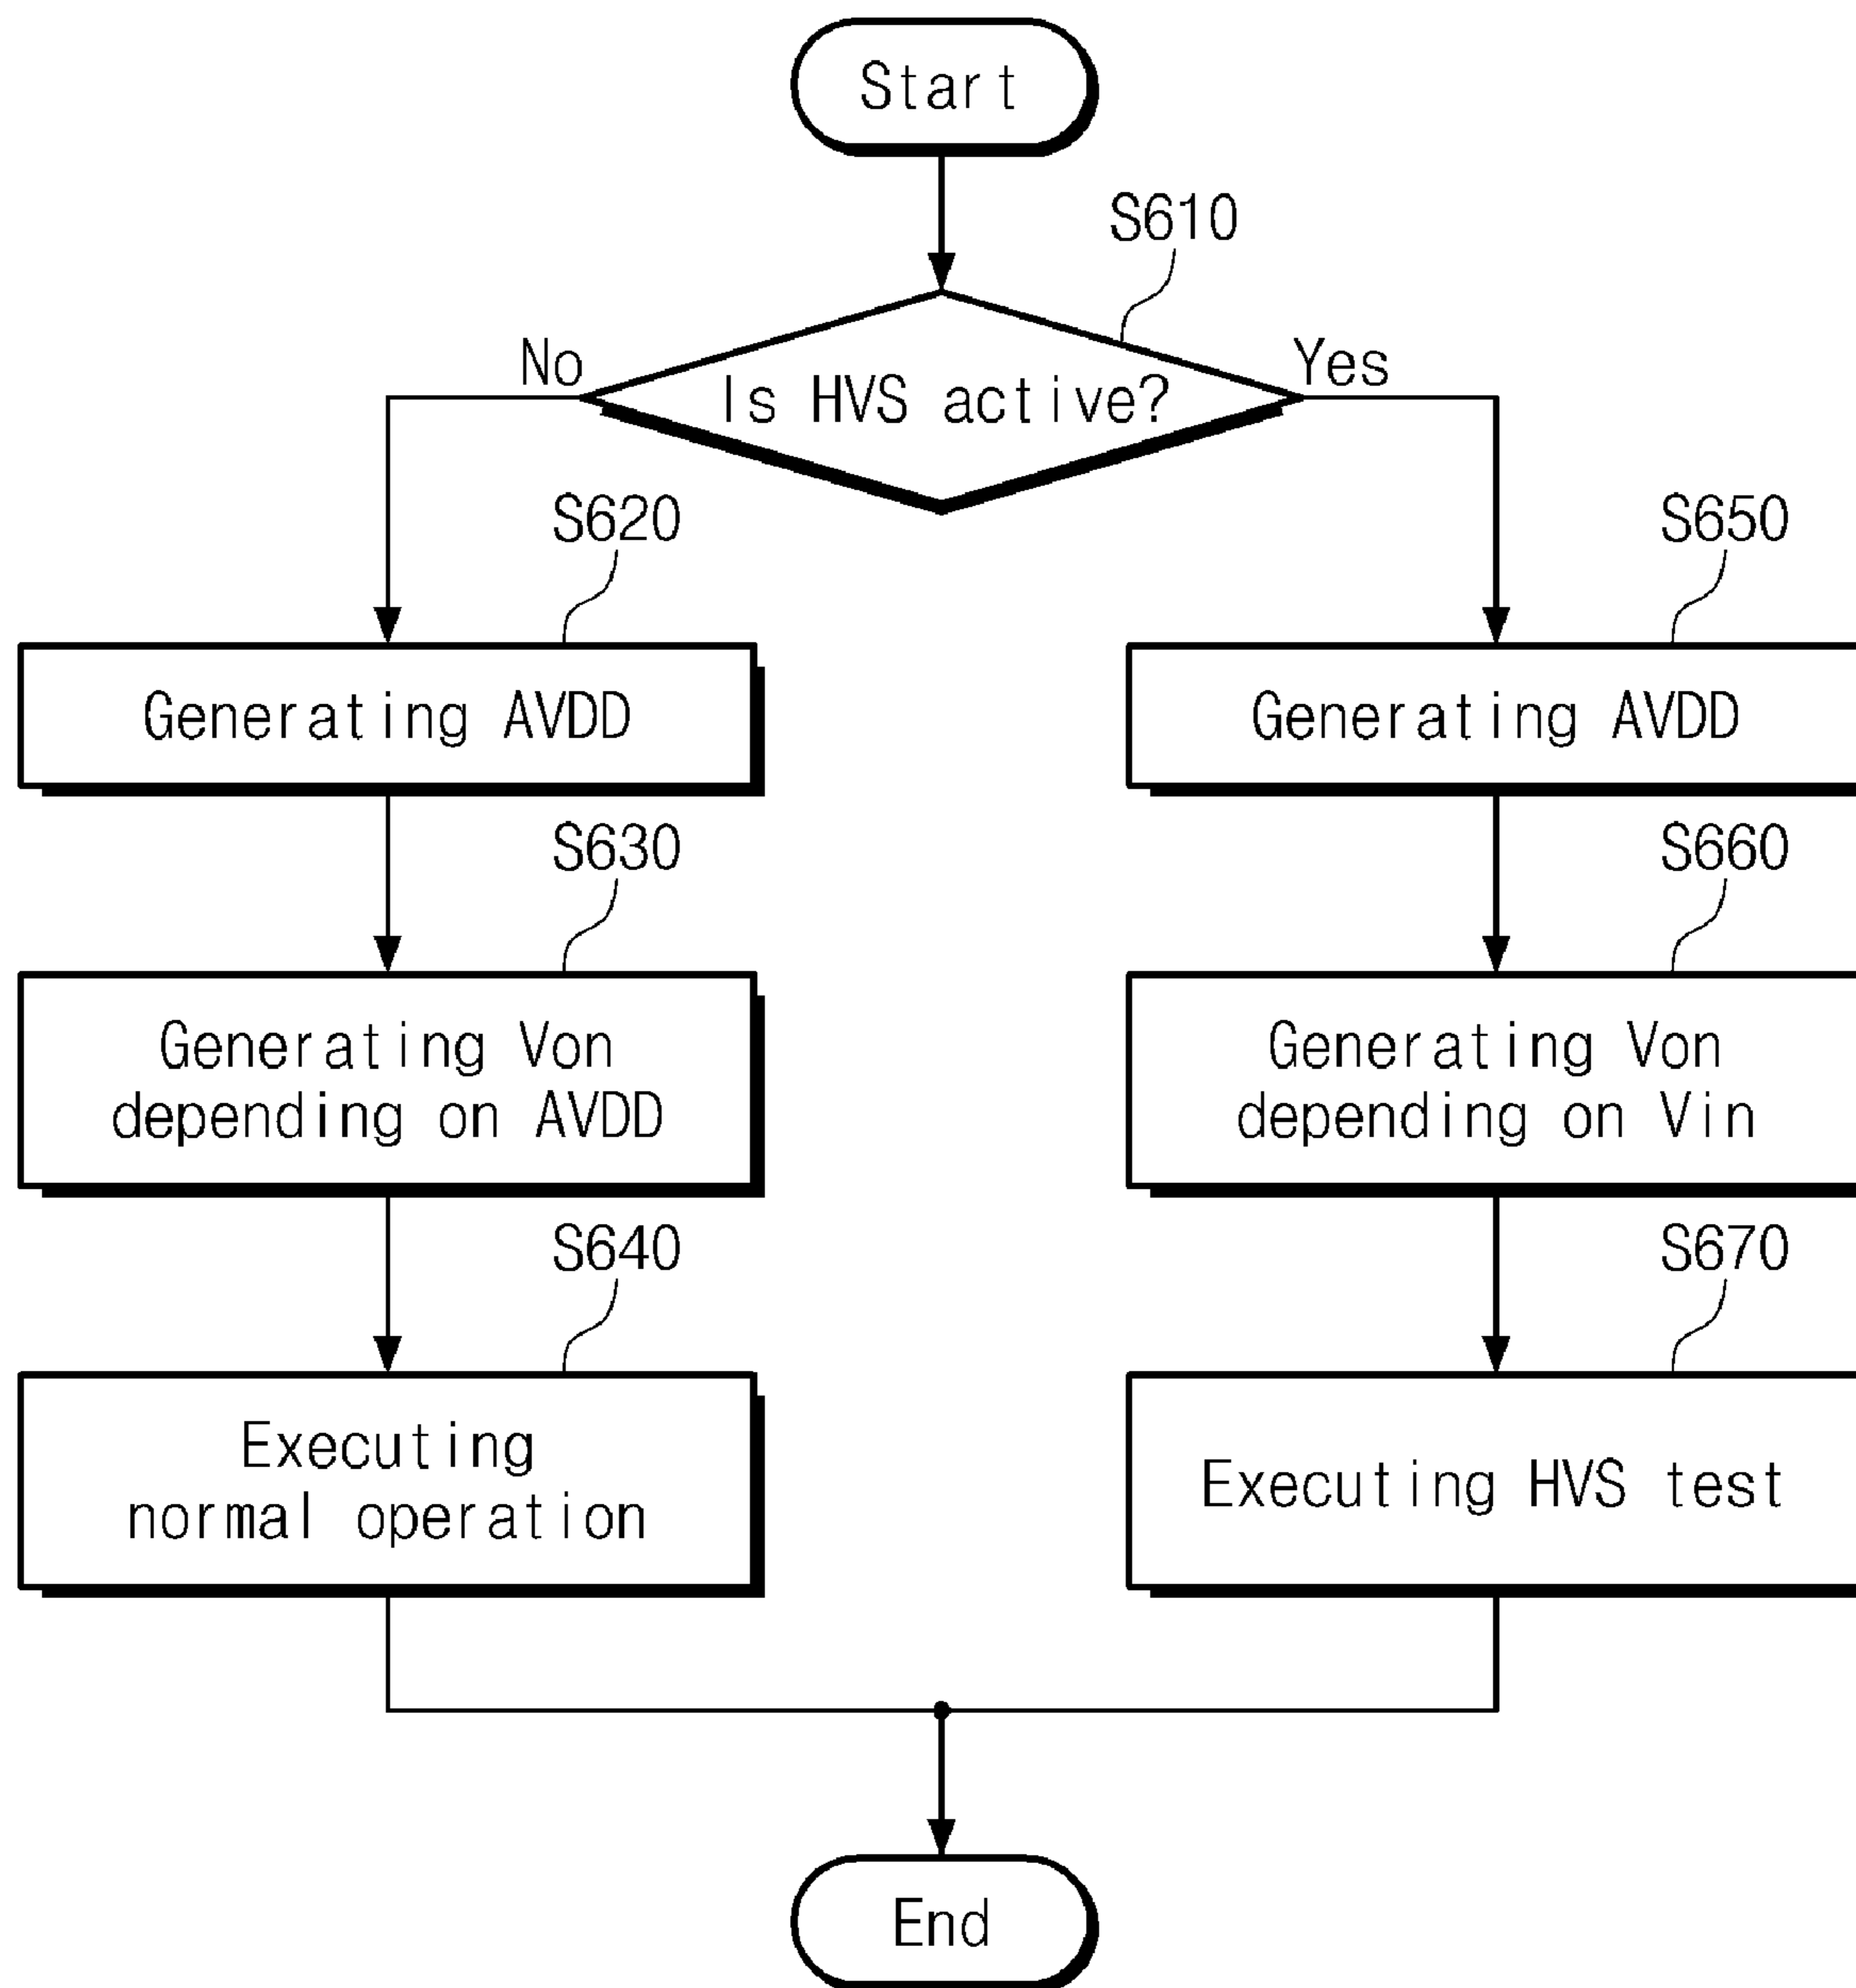 Start
S610
Is HVS active?
No
Yes
S620
Generating AVDD
S630
Generating Von
depending on AVDD
S640
Executing
normal operation
S650
Generating AVDD
S660
Generating Von
depending on Vin
S670
Executing HVS test
End